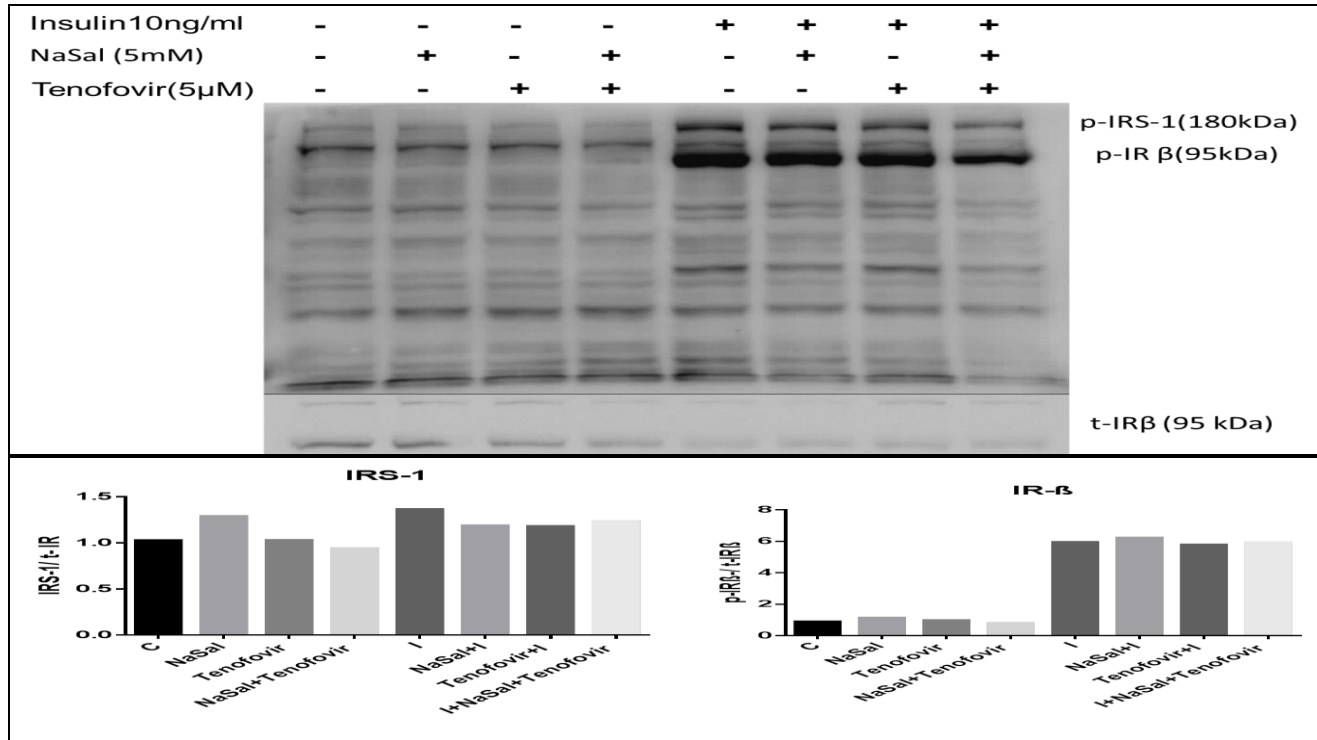 Insulin10ng/ml - - - - + + + +
NaSal (5mM) - + - + - + - +
Tenofovir(5µM) - - + + - - + +
p-IRS-1(180kDa)
p-IR β(95kDa)
t-IRβ (95 kDa)
IRS-1
IRS-1/ t- IR
1.5
1.0
0.5
0.0
C
NaSal
Tenofovir
NaSal+Tenofovir
I
NaSal+I
Tenofovir+I
I+NaSal+Tenofovir
IR-ß
p-IRß-/ t-IRß
8
6
4
2
0
C
NaSal
Tenofovir
NaSal+Tenofovir
I
NaSal+I
Tenofovir+I
I+NaSal+Tenofovir